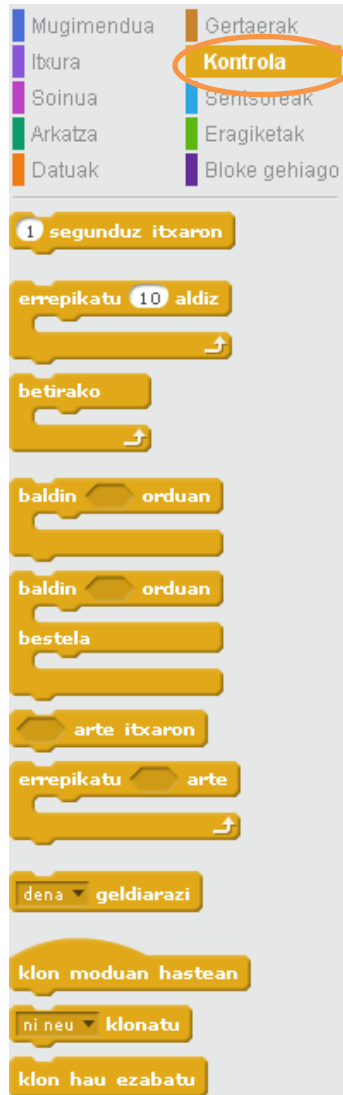 Mugimendua Gertaerak
Itxura Kontrola
Soinua Sentsoreak
Arkatza Eragiketak
Datuak Bloke gehiago
1 segunduz itxaron
errepikatu 10 aldiz
betirako
baldin orduan
baldin orduan
bestela
arte itxaron
errepikatu arte
dena geldiarazi
klon moduan hastean
ni neu klonatu
klon hau ezabatu